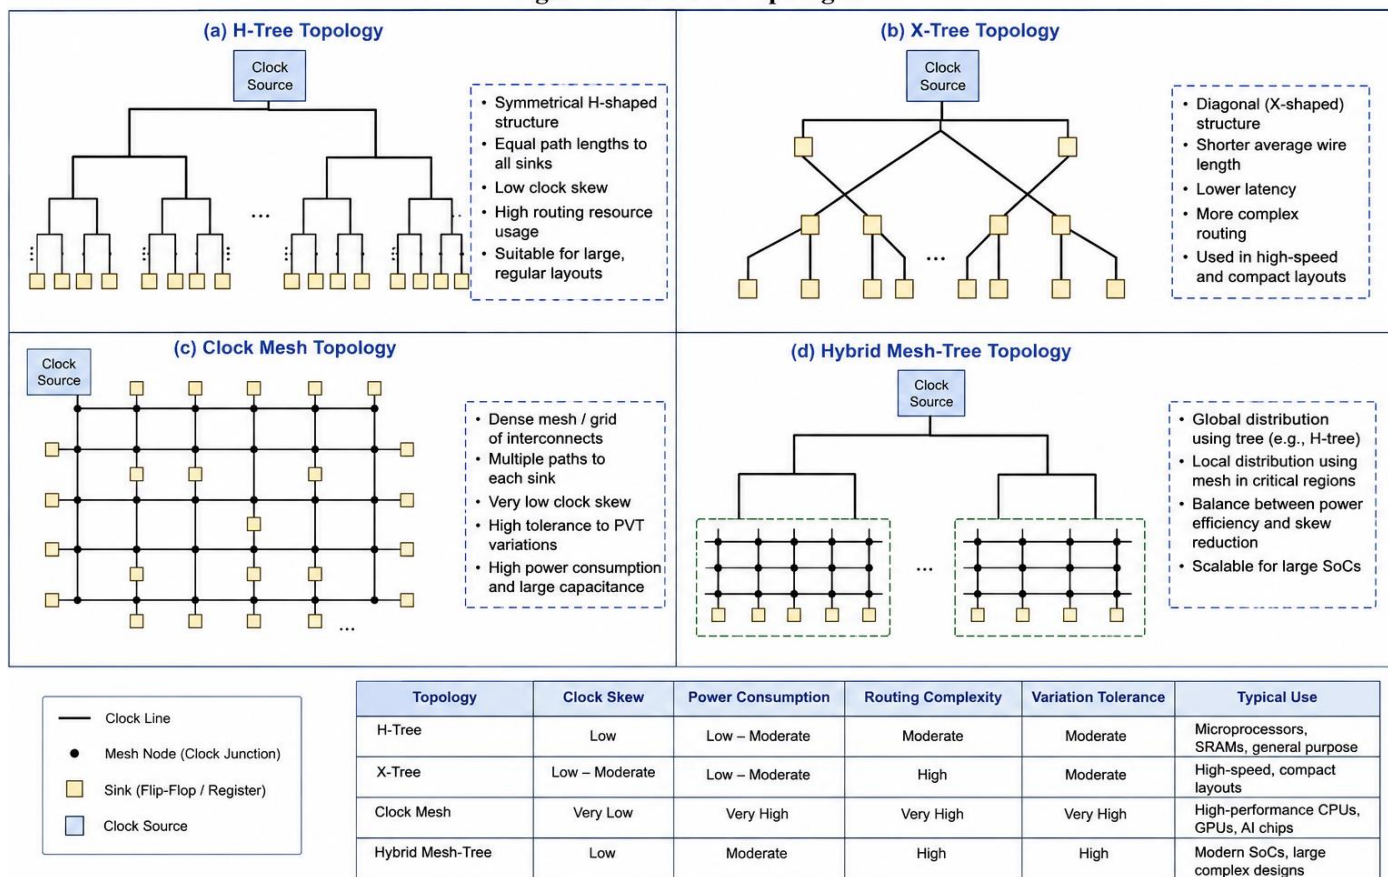 (a) H-Tree Topology
Clock
Source
• Symmetrical H-shaped
structure
• Equal path lengths to
all sinks
• Low clock skew
• High routing resource
usage
• Suitable for large,
regular layouts
...
(b) X-Tree Topology
Clock
Source
• Diagonal (X-shaped)
structure
• Shorter average wire
length
• Lower latency
• More complex
routing
• Used in high-speed
and compact layouts
...
(c) Clock Mesh Topology
Clock
Source
• Dense mesh / grid
of interconnects
• Multiple paths to
each sink
• Very low clock skew
• High tolerance to PVT
variations
• High power consumption
and large capacitance
...
(d) Hybrid Mesh-Tree Topology
Clock
Source
• Global distribution
using tree (e.g., H-tree)
• Local distribution using
mesh in critical regions
• Balance between power
efficiency and skew
reduction
• Scalable for large SoCs
...
Clock Line
Mesh Node (Clock Junction)
Sink (Flip-Flop / Register)
Clock Source
Topology Clock Skew Power Consumption Routing Complexity Variation Tolerance Typical Use
H-Tree Low Low – Moderate Moderate Moderate Microprocessors,
SRAMs, general purpose
X-Tree Low – Moderate Low – Moderate High Moderate High-speed, compact
layouts
Clock Mesh Very Low Very High Very High Very High High-performance CPUs,
GPUs, AI chips
Hybrid Mesh-Tree Low Moderate High High Modern SoCs, large
complex designs